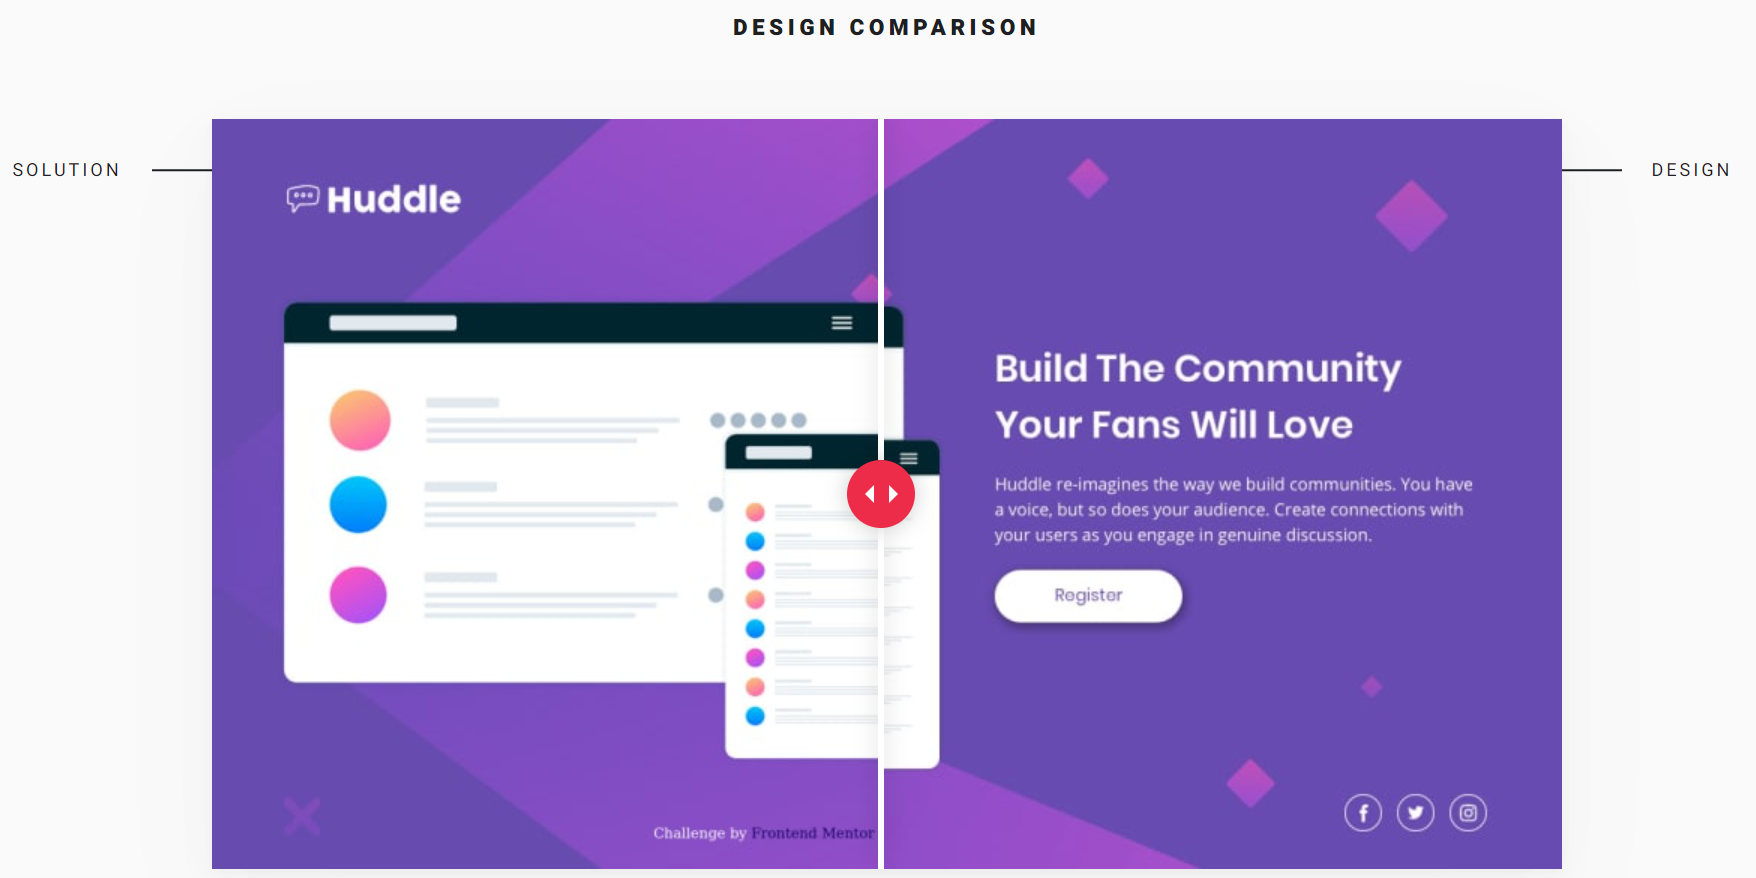 DESIGN COMPARISON
SOLUTION
DESIGN
Huddle
Build The Community
Your Fans Will Love
Huddle re-imagines the way we build communities. You have
a voice, but so does your audience. Create connections with
your users as you engage in genuine discussion.
Register
Challenge by Frontend Mentor